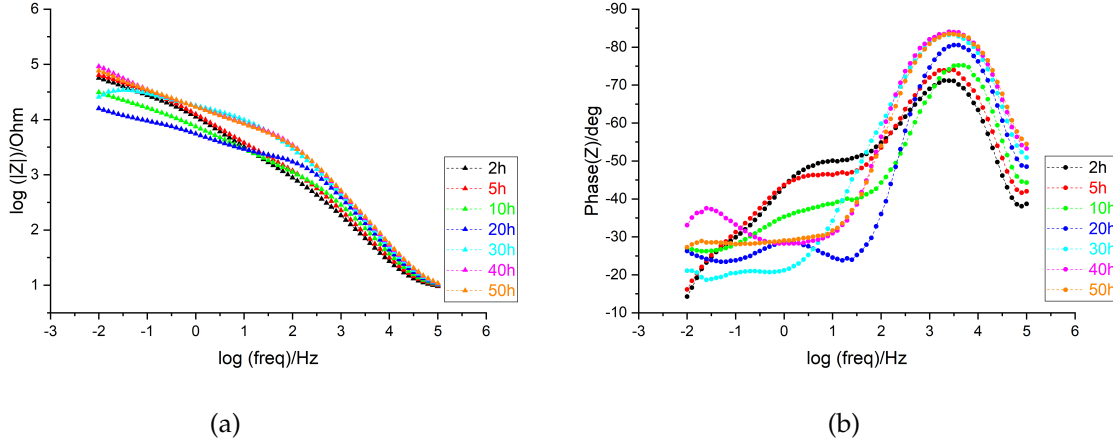 6
5
4
3
2
1
-3 -2 -1 0 1 2 3 4 5 6
log (|Z|)/Ohm
log (freq)/Hz
2h
5h
10h
20h
30h
40h
50h
(a)
-90
-80
-70
-60
-50
-40
-30
-20
-10
-3 -2 -1 0 1 2 3 4 5 6
Phase(Z)/deg
log (freq)/Hz
2h
5h
10h
20h
30h
40h
50h
(b)